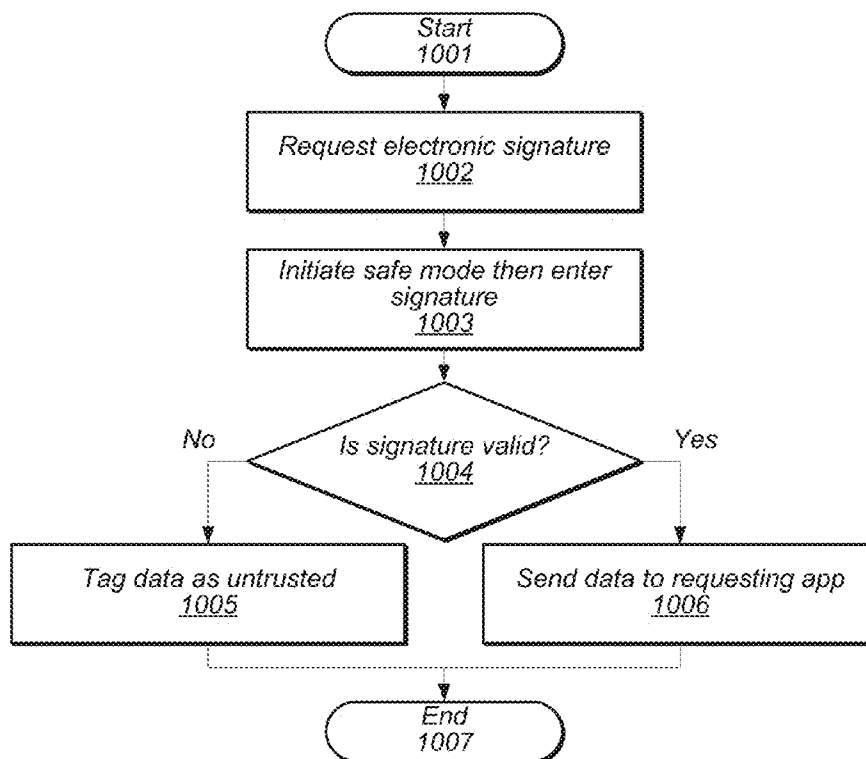 Start
1001
Request electronic signature
1002
Initiate safe mode then enter
signature
1003
No
Is signature valid?
Yes
1004
Tag data as untrusted
1005
Send data to requesting app
1006
End
1007